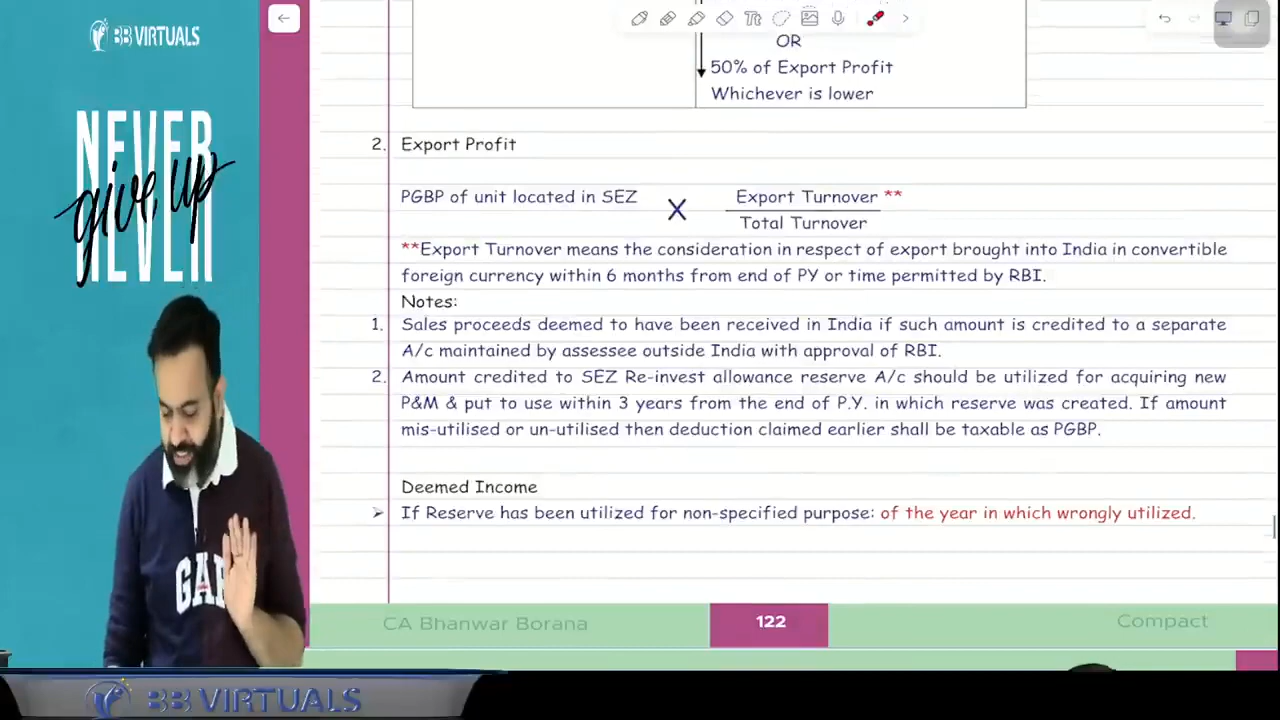 BB VIRTUALS
NEVER
give up
NEVER
Tt
OR
50% of Export Profit
Whichever is lower
2. Export Profit
PGBP of unit located in SEZ X Export Turnover **
Total Turnover
**Export Turnover means the consideration in respect of export brought into India in convertible
foreign currency within 6 months from end of PY or time permitted by RBI.
Notes:
1. Sales proceeds deemed to have been received in India if such amount is credited to a separate
A/c maintained by assessee outside India with approval of RBI.
2. Amount credited to SEZ Re-invest allowance reserve A/c should be utilized for acquiring new
P&M & put to use within 3 years from the end of P.Y. in which reserve was created. If amount
mis-utilised or un-utilised then deduction claimed earlier shall be taxable as PGBP.
Deemed Income
➢ If Reserve has been utilized for non-specified purpose: of the year in which wrongly utilized.
GAP
CA Bhanwar Borana 122 Compact
BB VIRTUALS